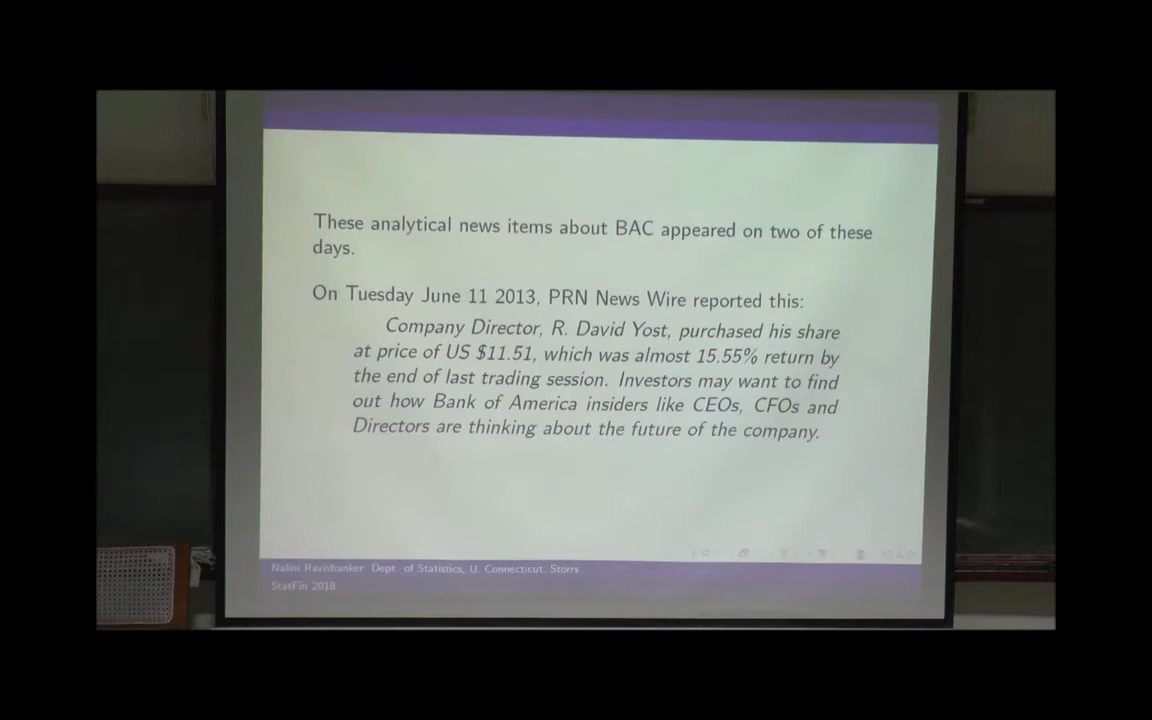 These analytical news items about BAC appeared on two of these
days.
On Tuesday June 11 2013, PRN News Wire reported this:
Company Director, R. David Yost, purchased his share
at price of US $11.51, which was almost 15.55% return by
the end of last trading session. Investors may want to find
out how Bank of America insiders like CEOs, CFOs and
Directors are thinking about the future of the company.
Nalini Ravishanker Dept. of Statistics, U. Connecticut, Storrs
StatFin 2018